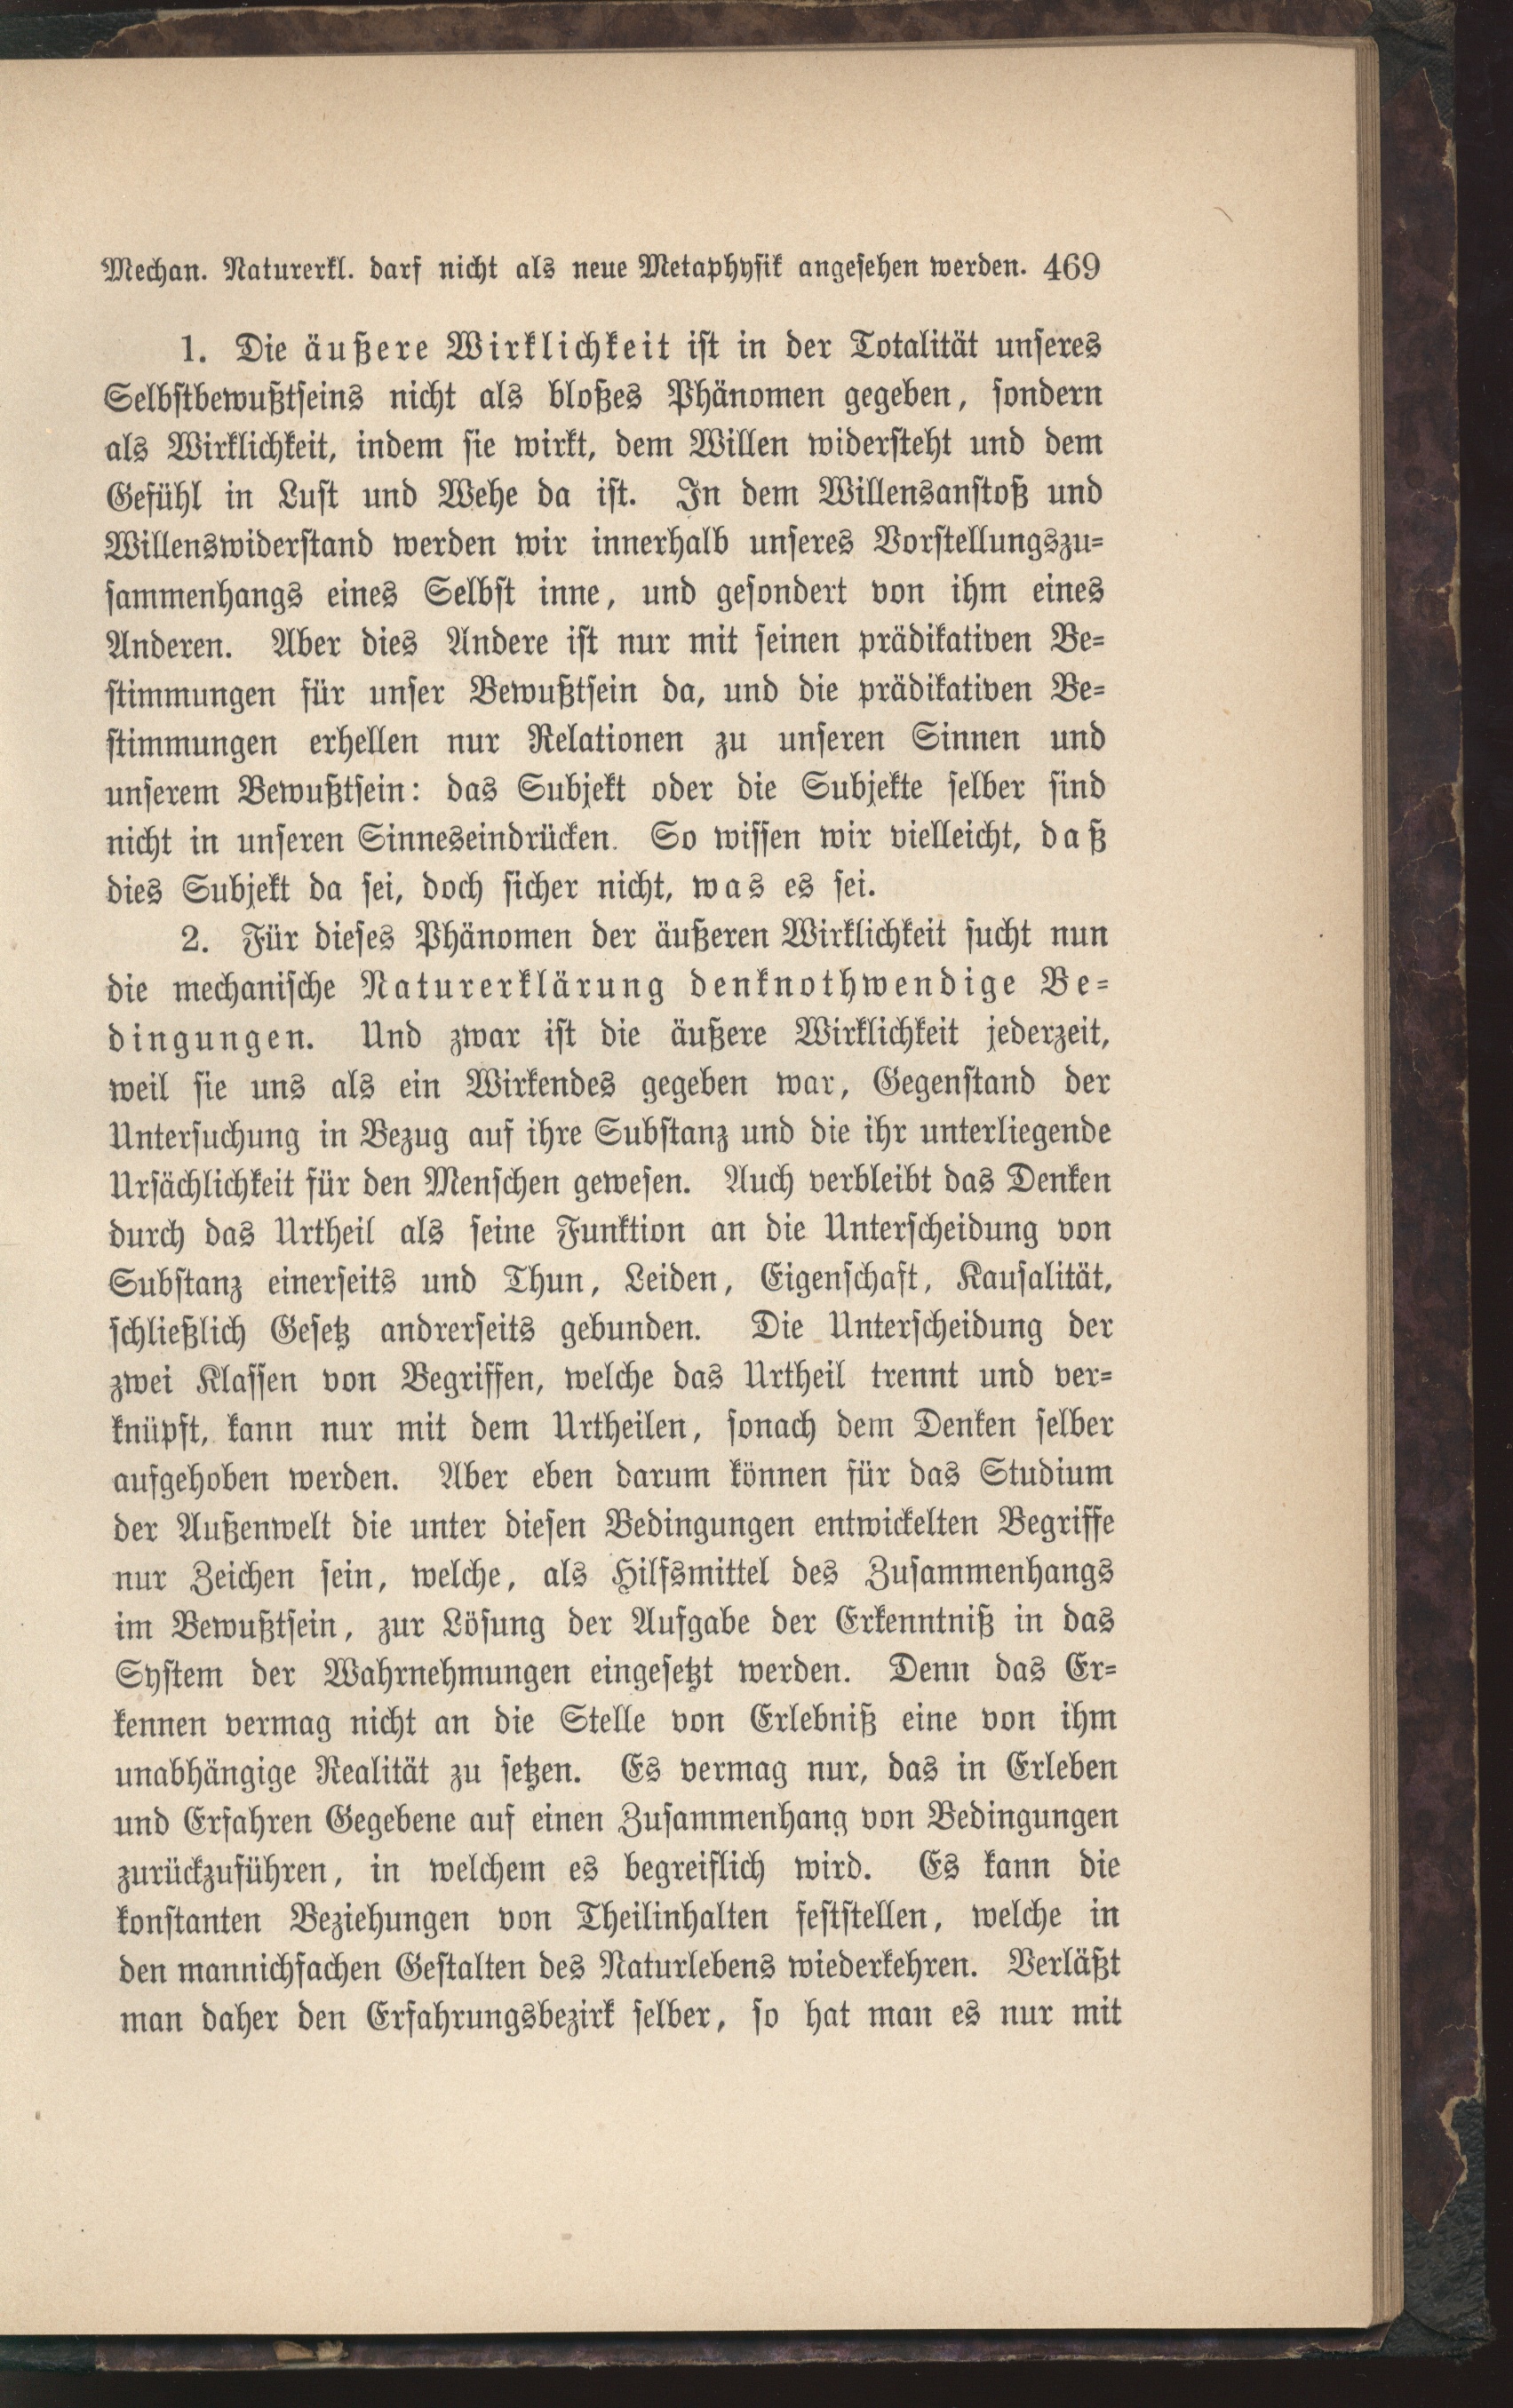 Mechan. Naturerkl. darf nicht als neue Metaphysik angesehen werden. 469
1. Die äußere Wirklichkeit ist in der Totalität unseres
Selbstbewußtseins nicht als bloßes Phänomen gegeben, sondern
als Wirklichkeit, indem sie wirkt, dem Willen widersteht und dem
Gefühl in Lust und Wehe da ist. In dem Willensanstoß und
Willenswiderstand werden wir innerhalb unseres Vorstellungszu-
sammenhangs eines Selbst inne, und gesondert von ihm eines
Anderen. Aber dies Andere ist nur mit seinen prädikativen Be-
stimmungen für unser Bewußtsein da, und die prädikativen Be-
stimmungen erhellen nur Relationen zu unseren Sinnen und
unserem Bewußtsein: das Subjekt oder die Subjekte selber sind
nicht in unseren Sinneseindrücken. So wissen wir vielleicht, daß
dies Subjekt da sei, doch sicher nicht, was es sei.
2. Für dieses Phänomen der äußeren Wirklichkeit sucht nun
die mechanische Naturerklärung denknothwendige Be-
dingungen. Und zwar ist die äußere Wirklichkeit jederzeit,
weil sie uns als ein Wirkendes gegeben war, Gegenstand der
Untersuchung in Bezug auf ihre Substanz und die ihr unterliegende
Ursächlichkeit für den Menschen gewesen. Auch verbleibt das Denken
durch das Urtheil als seine Funktion an die Unterscheidung von
Substanz einerseits und Thun, Leiden, Eigenschaft, Kausalität,
schließlich Gesetz andrerseits gebunden. Die Unterscheidung der
zwei Klassen von Begriffen, welche das Urtheil trennt und ver-
knüpft, kann nur mit dem Urtheilen, sonach dem Denken selber
aufgehoben werden. Aber eben darum können für das Studium
der Außenwelt die unter diesen Bedingungen entwickelten Begriffe
nur Zeichen sein, welche, als Hilfsmittel des Zusammenhangs
im Bewußtsein, zur Lösung der Aufgabe der Erkenntniß in das
System der Wahrnehmungen eingesetzt werden. Denn das Er-
kennen vermag nicht an die Stelle von Erlebniß eine von ihm
unabhängige Realität zu setzen. Es vermag nur, das in Erleben
und Erfahren Gegebene auf einen Zusammenhang von Bedingungen
zurückzuführen, in welchem es begreiflich wird. Es kann die
konstanten Beziehungen von Theilinhalten feststellen, welche in
den mannichfachen Gestalten des Naturlebens wiederkehren. Verläßt
man daher den Erfahrungsbezirk selber, so hat man es nur mit